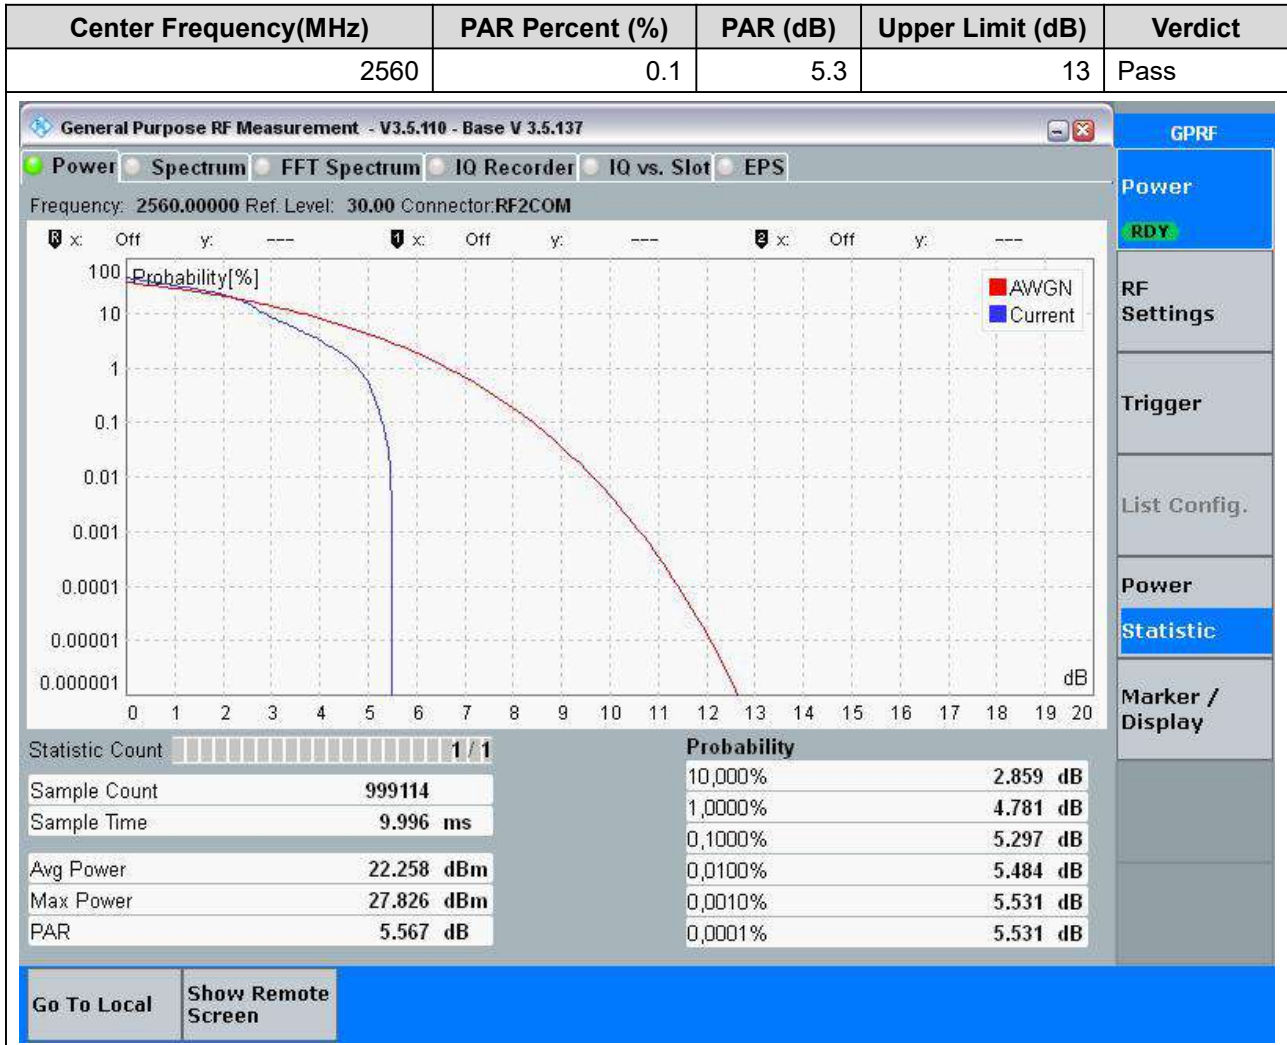 Center Frequency(MHz) PAR Percent (%) PAR (dB) Upper Limit (dB) Verdict
2560 0.1 5.3 13 Pass
General Purpose RF Measurement - V3.5.110 - Base V 3.5.137
GPRF
Power Spectrum FFT Spectrum IQ Recorder IQ vs. Slot EPS
Frequency: 2560.00000 Ref. Level: 30.00 Connector:RF2COM
R x: Off y: --- 1 x: Off y: --- 2 x: Off y: ---
Power
RDY
RF
Settings
Trigger
List Config.
Power
Statistic
Marker /
Display
Probability[%]
AWGN
Current
100
10
1
0.1
0.01
0.001
0.0001
0.00001
0.000001
dB
0 1 2 3 4 5 6 7 8 9 10 11 12 13 14 15 16 17 18 19 20
Statistic Count 1 / 1
Sample Count 999114
Sample Time 9.996 ms
Avg Power 22.258 dBm
Max Power 27.826 dBm
PAR 5.567 dB
Probability
10,000% 2.859 dB
1,0000% 4.781 dB
0,1000% 5.297 dB
0,0100% 5.484 dB
0,0010% 5.531 dB
0,0001% 5.531 dB
Go To Local
Show Remote
Screen